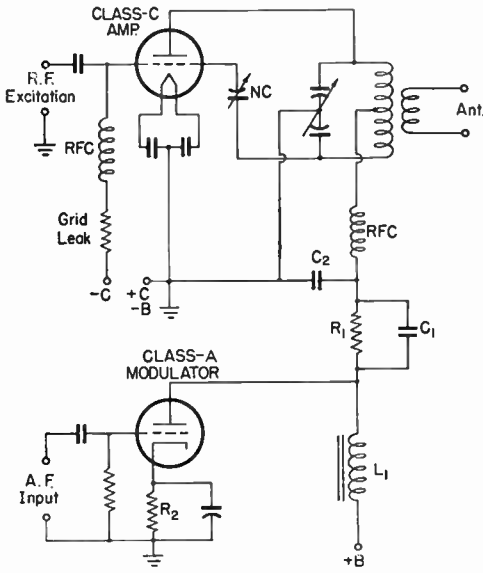 CLASS-C
AMP.
R.F.
Excitation
NC
Ant.
RFC
RFC
Grid
Leak
C2
-C
+C
-B
R1
C1
CLASS-A
MODULATOR
A.F.
Input
R2
L1
+B